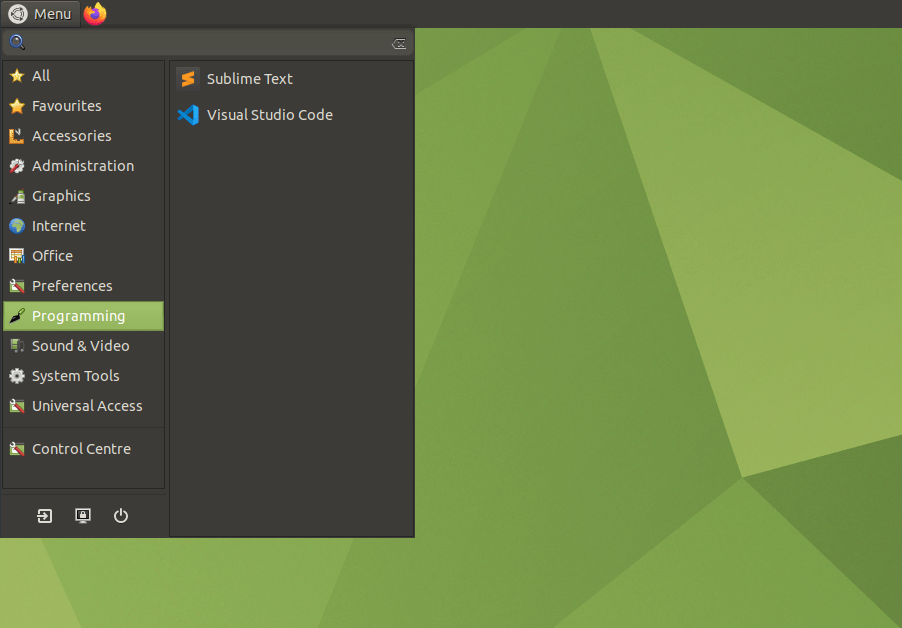 Menu
All
Favourites
Accessories
Administration
Graphics
Internet
Office
Preferences
Programming
Sound & Video
System Tools
Universal Access
Control Centre
Sublime Text
Visual Studio Code